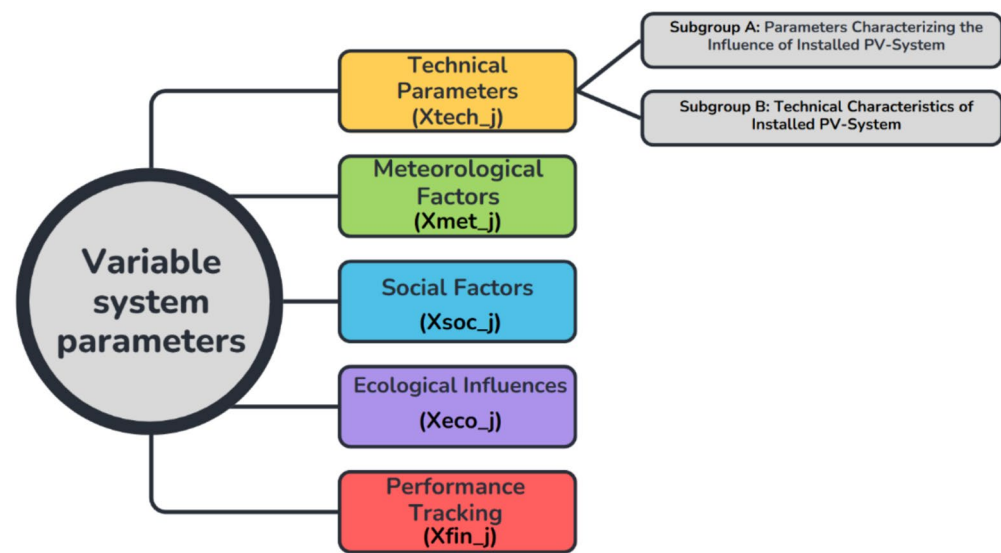 Variable
system
parameters
Technical
Parameters
(Xtech_j)
Subgroup A: Parameters Characterizing the
Influence of Installed PV-System
Subgroup B: Technical Characteristics of
Installed PV-System
Meteorological
Factors
(Xmet_j)
Social Factors
(Xsoc_j)
Ecological Influences
(Xeco_j)
Performance
Tracking
(Xfin_j)